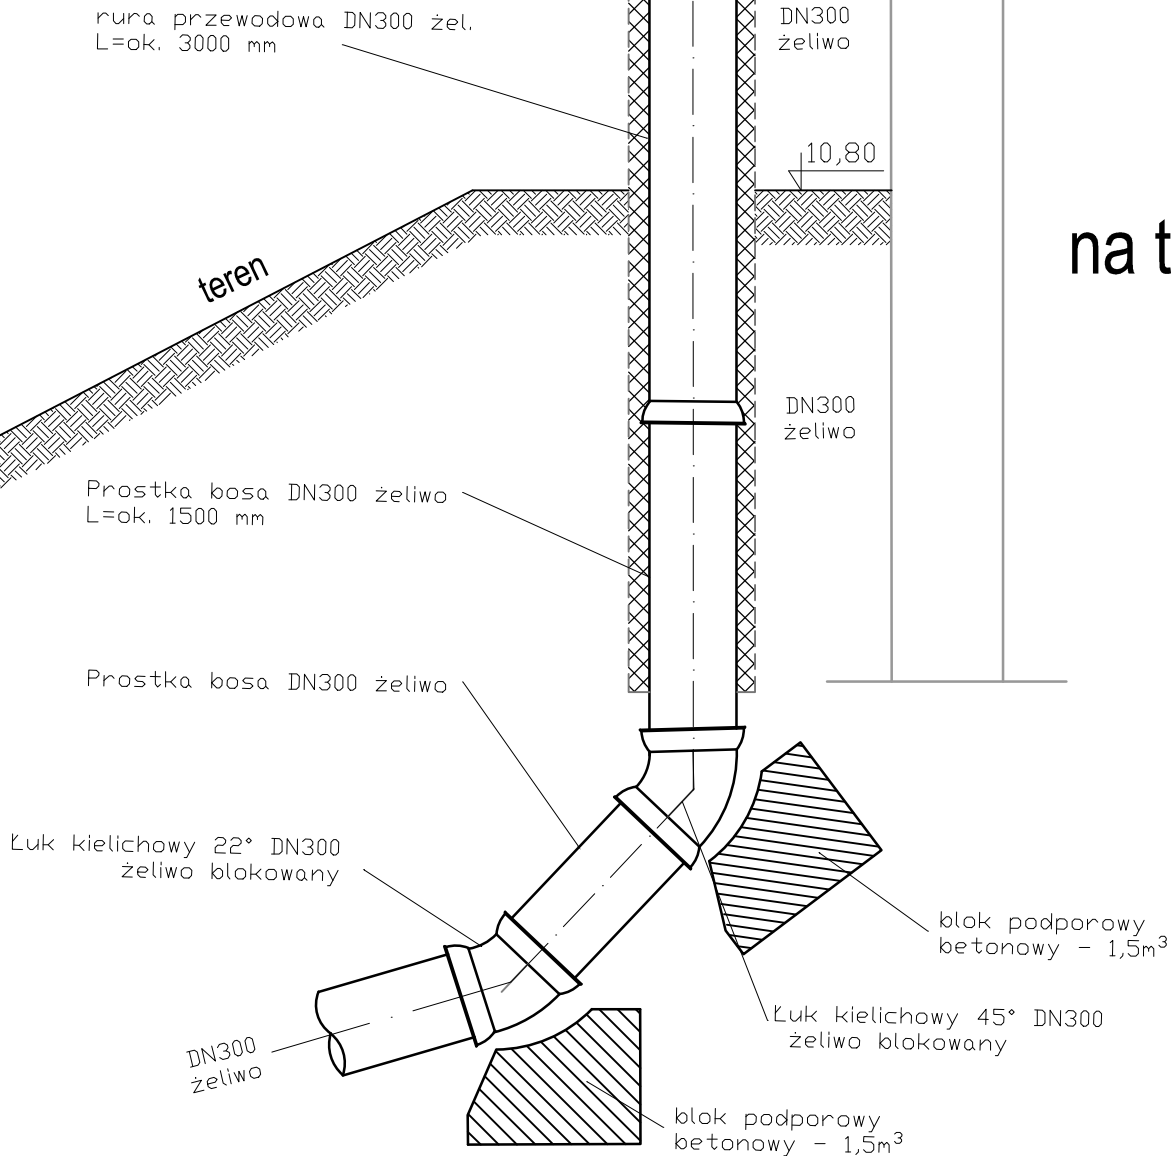 rura przewodowa DN300 żel.
L=ok. 3000 mm
DN300
żeliwo
10,80
na t
teren
DN300
żeliwo
Prostka bosa DN300 żeliwo
L=ok. 1500 mm
Prostka bosa DN300 żeliwo
Łuk kielichowy 22° DN300
żeliwo blokowany
blok podporowy
betonowy - 1,5m³
Łuk kielichowy 45° DN300
żeliwo blokowany
DN300
żeliwo
blok podporowy
betonowy - 1,5m³